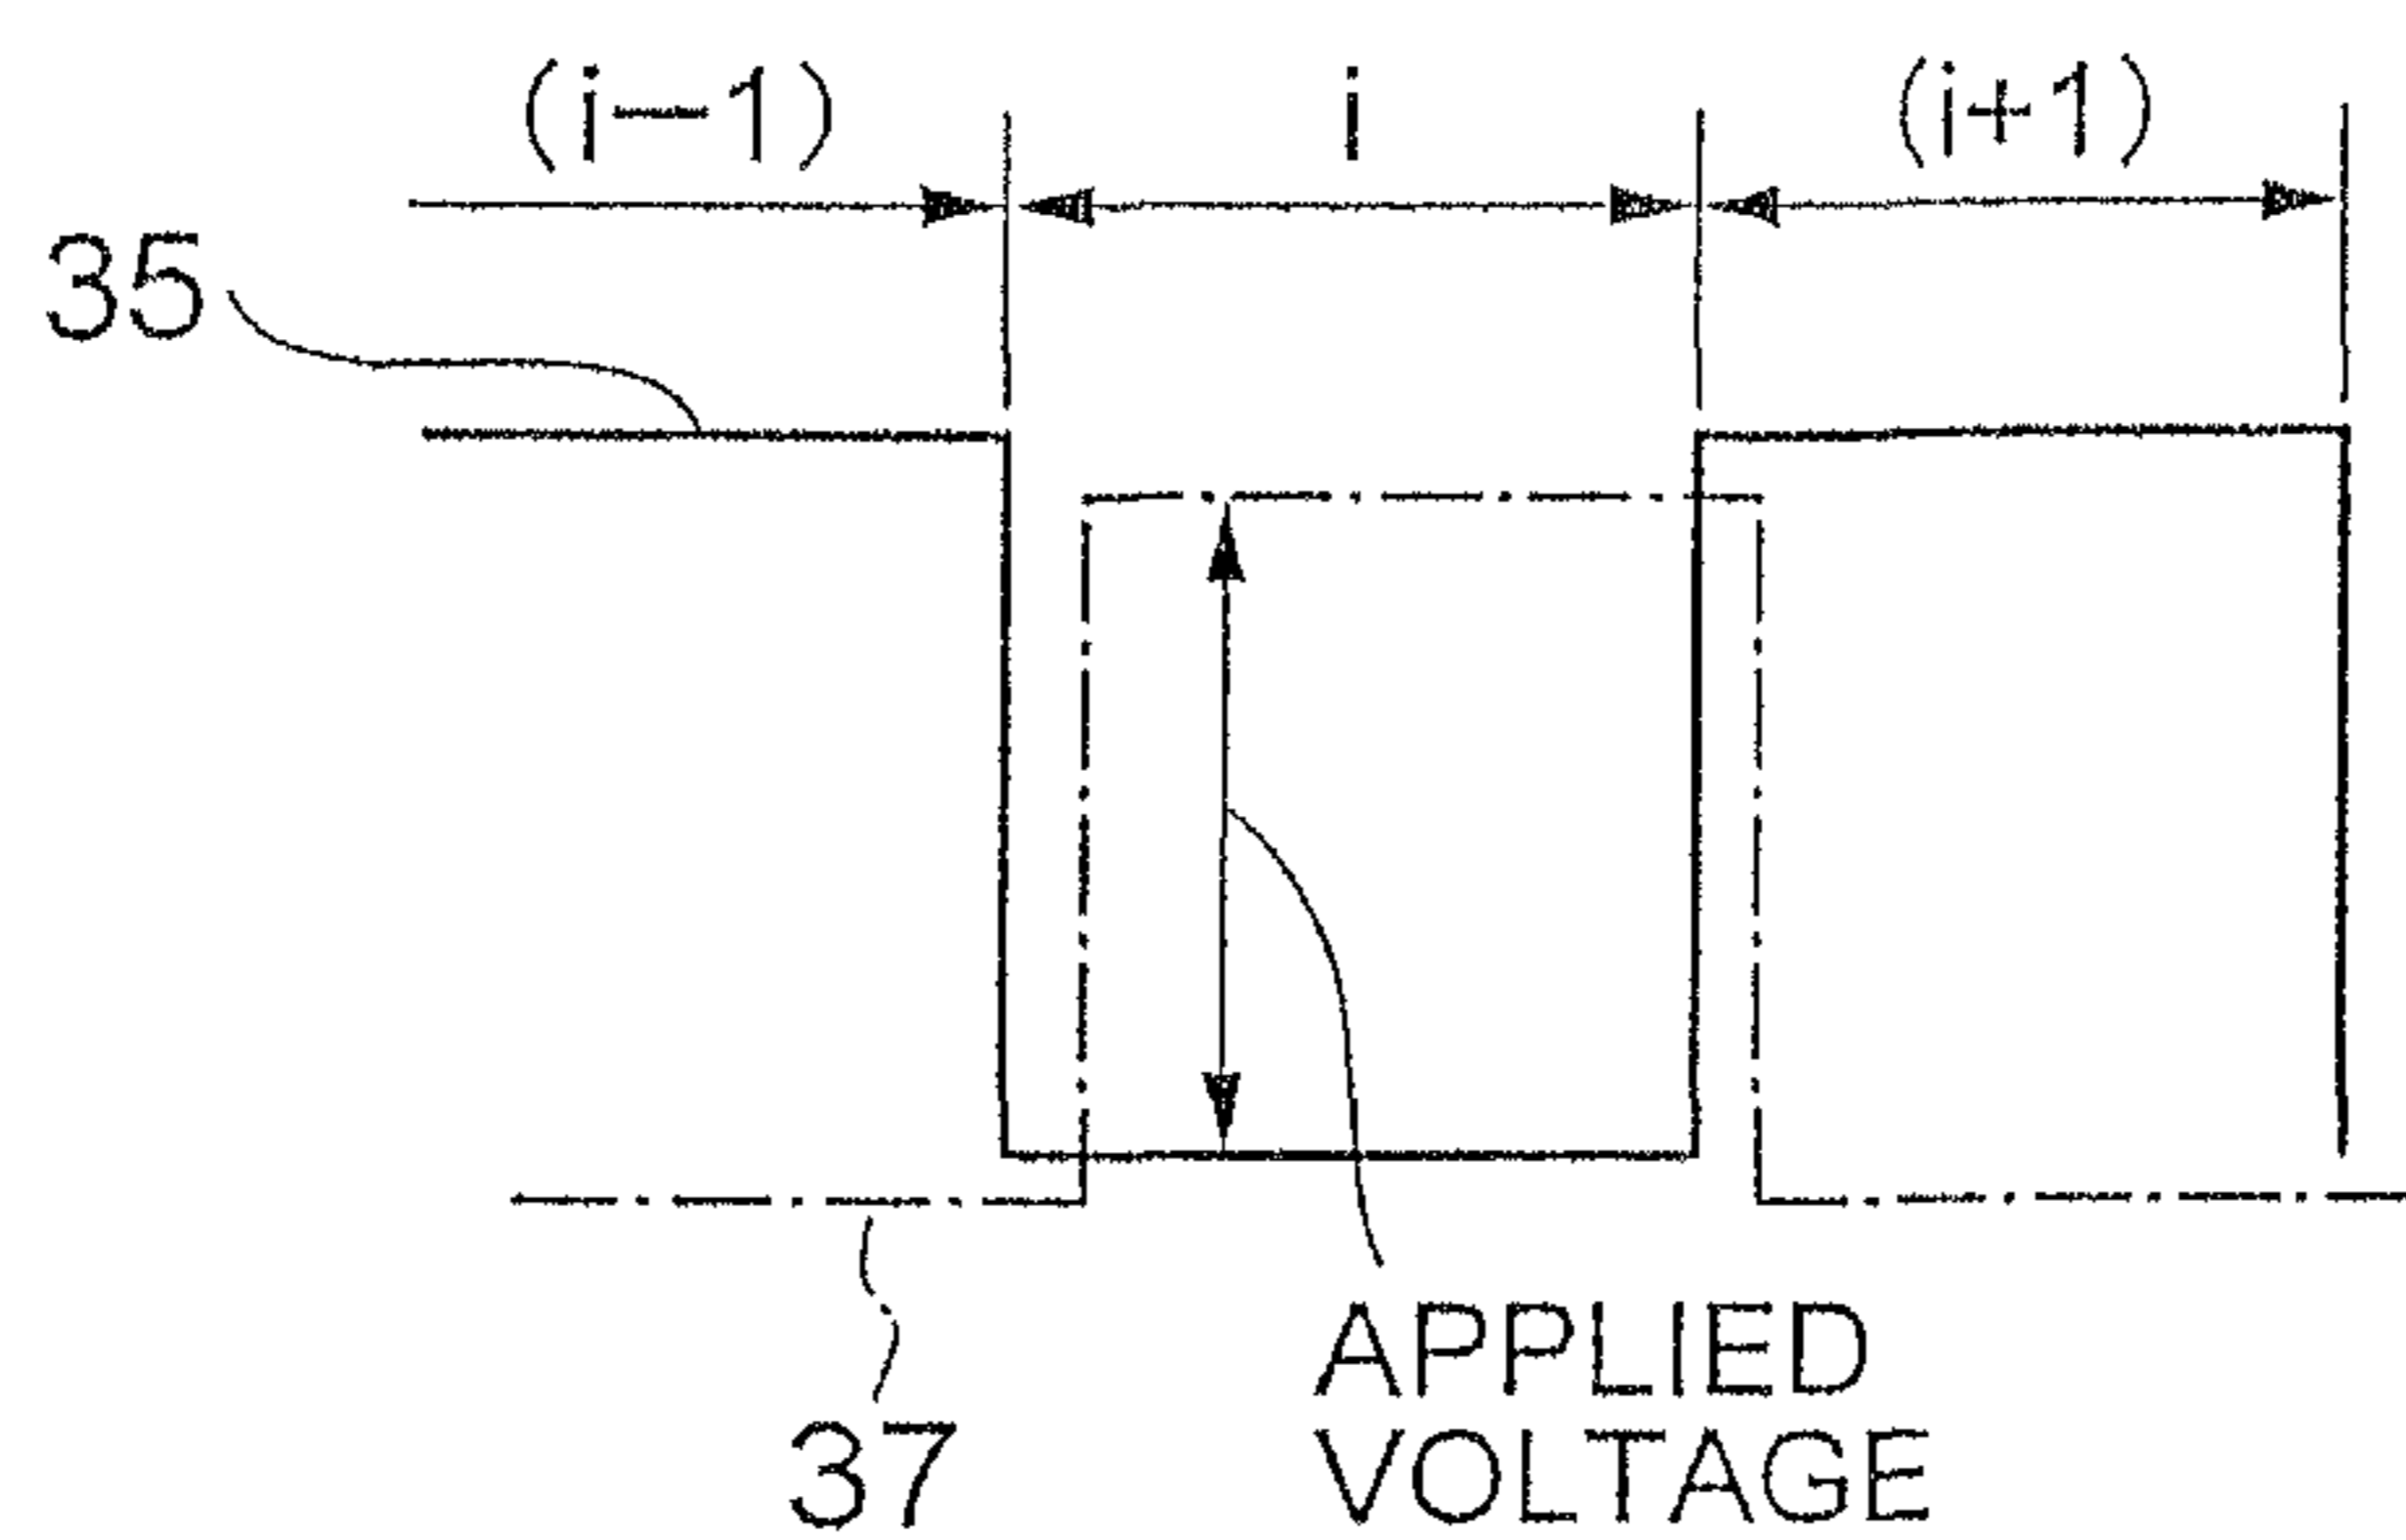 (i−1)
i
(i+1)
35
37
APPLIED
VOLTAGE